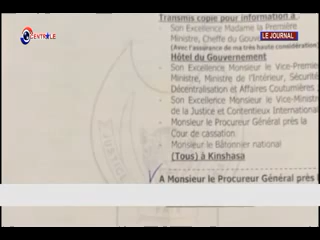 CENTRALE
LE JOURNAL
Transmis copie pour information à :
- Son Excellence Madame la Première
Ministre, Cheffe du Gouvernement
(Avec l'assurance de ma très haute considération)
Hôtel du Gouvernement
- Son Excellence Monsieur le Vice-Premier
Ministre, Ministre de l'Intérieur, Sécurité
Décentralisation et Affaires Coutumières
- Son Excellence Monsieur le Vice-Minist
de la Justice et Contentieux International
- Monsieur le Procureur Général près la
Cour de cassation.
- Monsieur le Bâtonnier national
(Tous) à Kinshasa
A Monsieur le Procureur Général près l